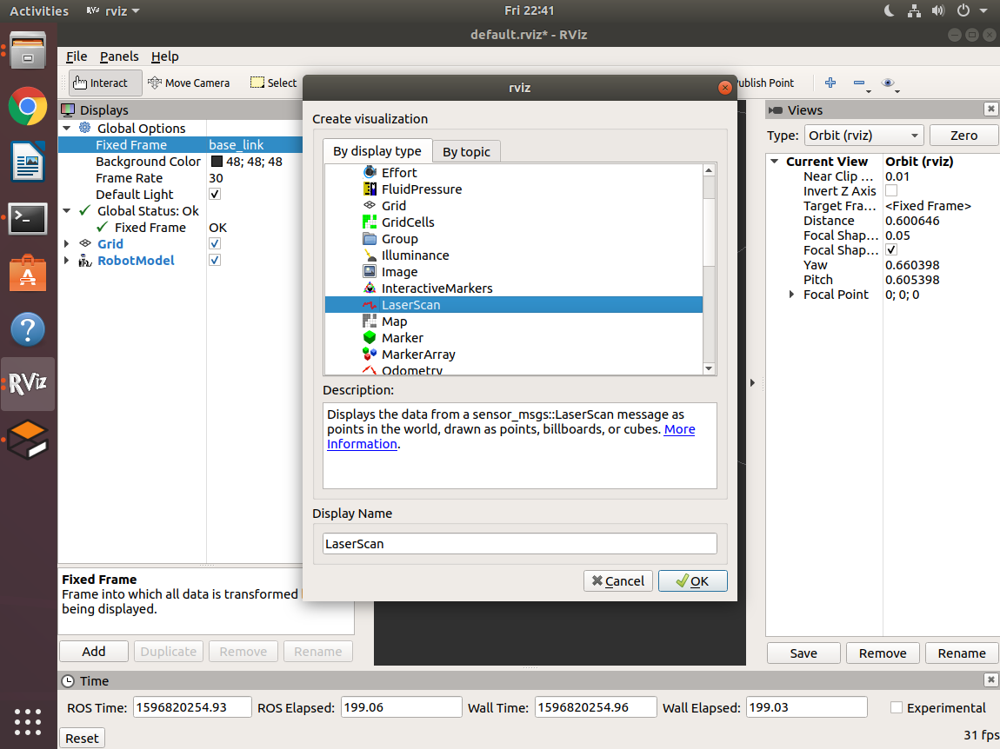 Activities
RViz rviz
Fri 22:41
default.rviz* - RViz
File Panels Help
Interact Move Camera Select
ublish Point
Displays
Global Options
Fixed Frame base_link
Background Color 48; 48; 48
Frame Rate 30
Default Light
Global Status: Ok
Fixed Frame OK
Grid
RobotModel
Fixed Frame
Frame into which all data is transformed
being displayed.
Add Duplicate Remove Rename
rviz
Create visualization
By display type By topic
Effort
FluidPressure
Grid
GridCells
Group
Illuminance
Image
InteractiveMarkers
LaserScan
Map
Marker
MarkerArray
Odometry
Description:
Displays the data from a sensor_msgs::LaserScan message as
points in the world, drawn as points, billboards, or cubes. More
Information.
Display Name
LaserScan
Cancel OK
Views
Type: Orbit (rviz) Zero
Current View Orbit (rviz)
Near Clip ... 0.01
Invert Z Axis
Target Fra... <Fixed Frame>
Distance 0.600646
Focal Shap... 0.05
Focal Shap...
Yaw 0.660398
Pitch 0.605398
Focal Point 0; 0; 0
Save Remove Rename
RViz
Time
ROS Time: 1596820254.93 ROS Elapsed: 199.06 Wall Time: 1596820254.96 Wall Elapsed: 199.03 Experimental
Reset
31 fps